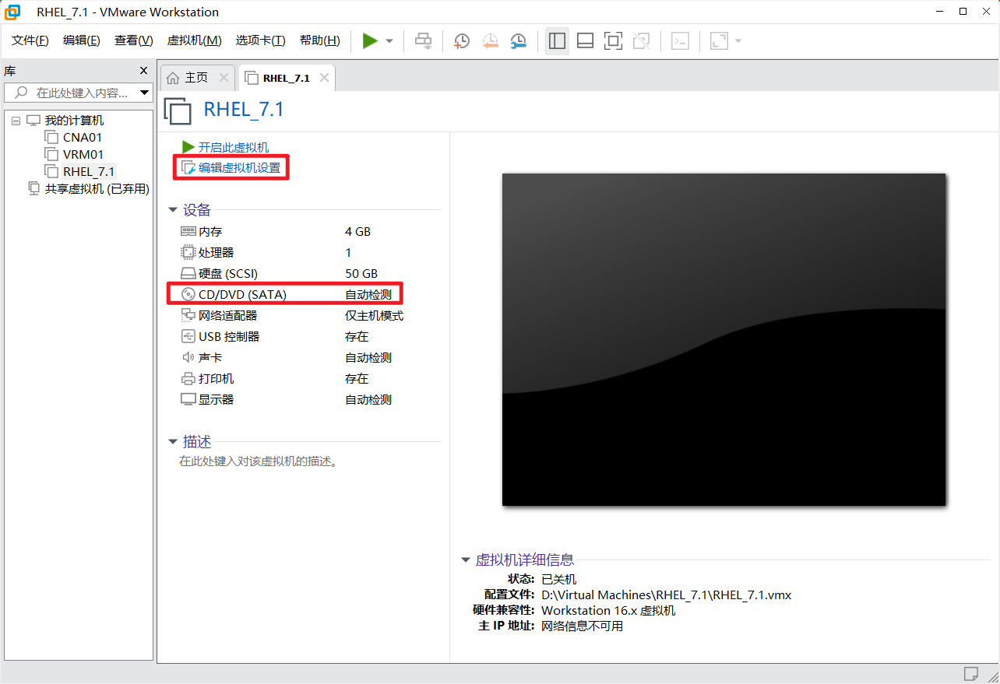 RHEL_7.1 - VMware Workstation
文件(F) 编辑(E) 查看(V) 虚拟机(M) 选项卡(T) 帮助(H)
库
在此处键入内容...
我的计算机
CNA01
VRM01
RHEL_7.1
共享虚拟机 (已弃用)
主页 RHEL_7.1
RHEL_7.1
开启此虚拟机
编辑虚拟机设置
设备
内存 4 GB
处理器 1
硬盘 (SCSI) 50 GB
CD/DVD (SATA) 自动检测
网络适配器 仅主机模式
USB 控制器 存在
声卡 自动检测
打印机 存在
显示器 自动检测
描述
在此处键入对该虚拟机的描述。
虚拟机详细信息
状态: 已关机
配置文件: D:\Virtual Machines\RHEL_7.1\RHEL_7.1.vmx
硬件兼容性: Workstation 16.x 虚拟机
主 IP 地址: 网络信息不可用